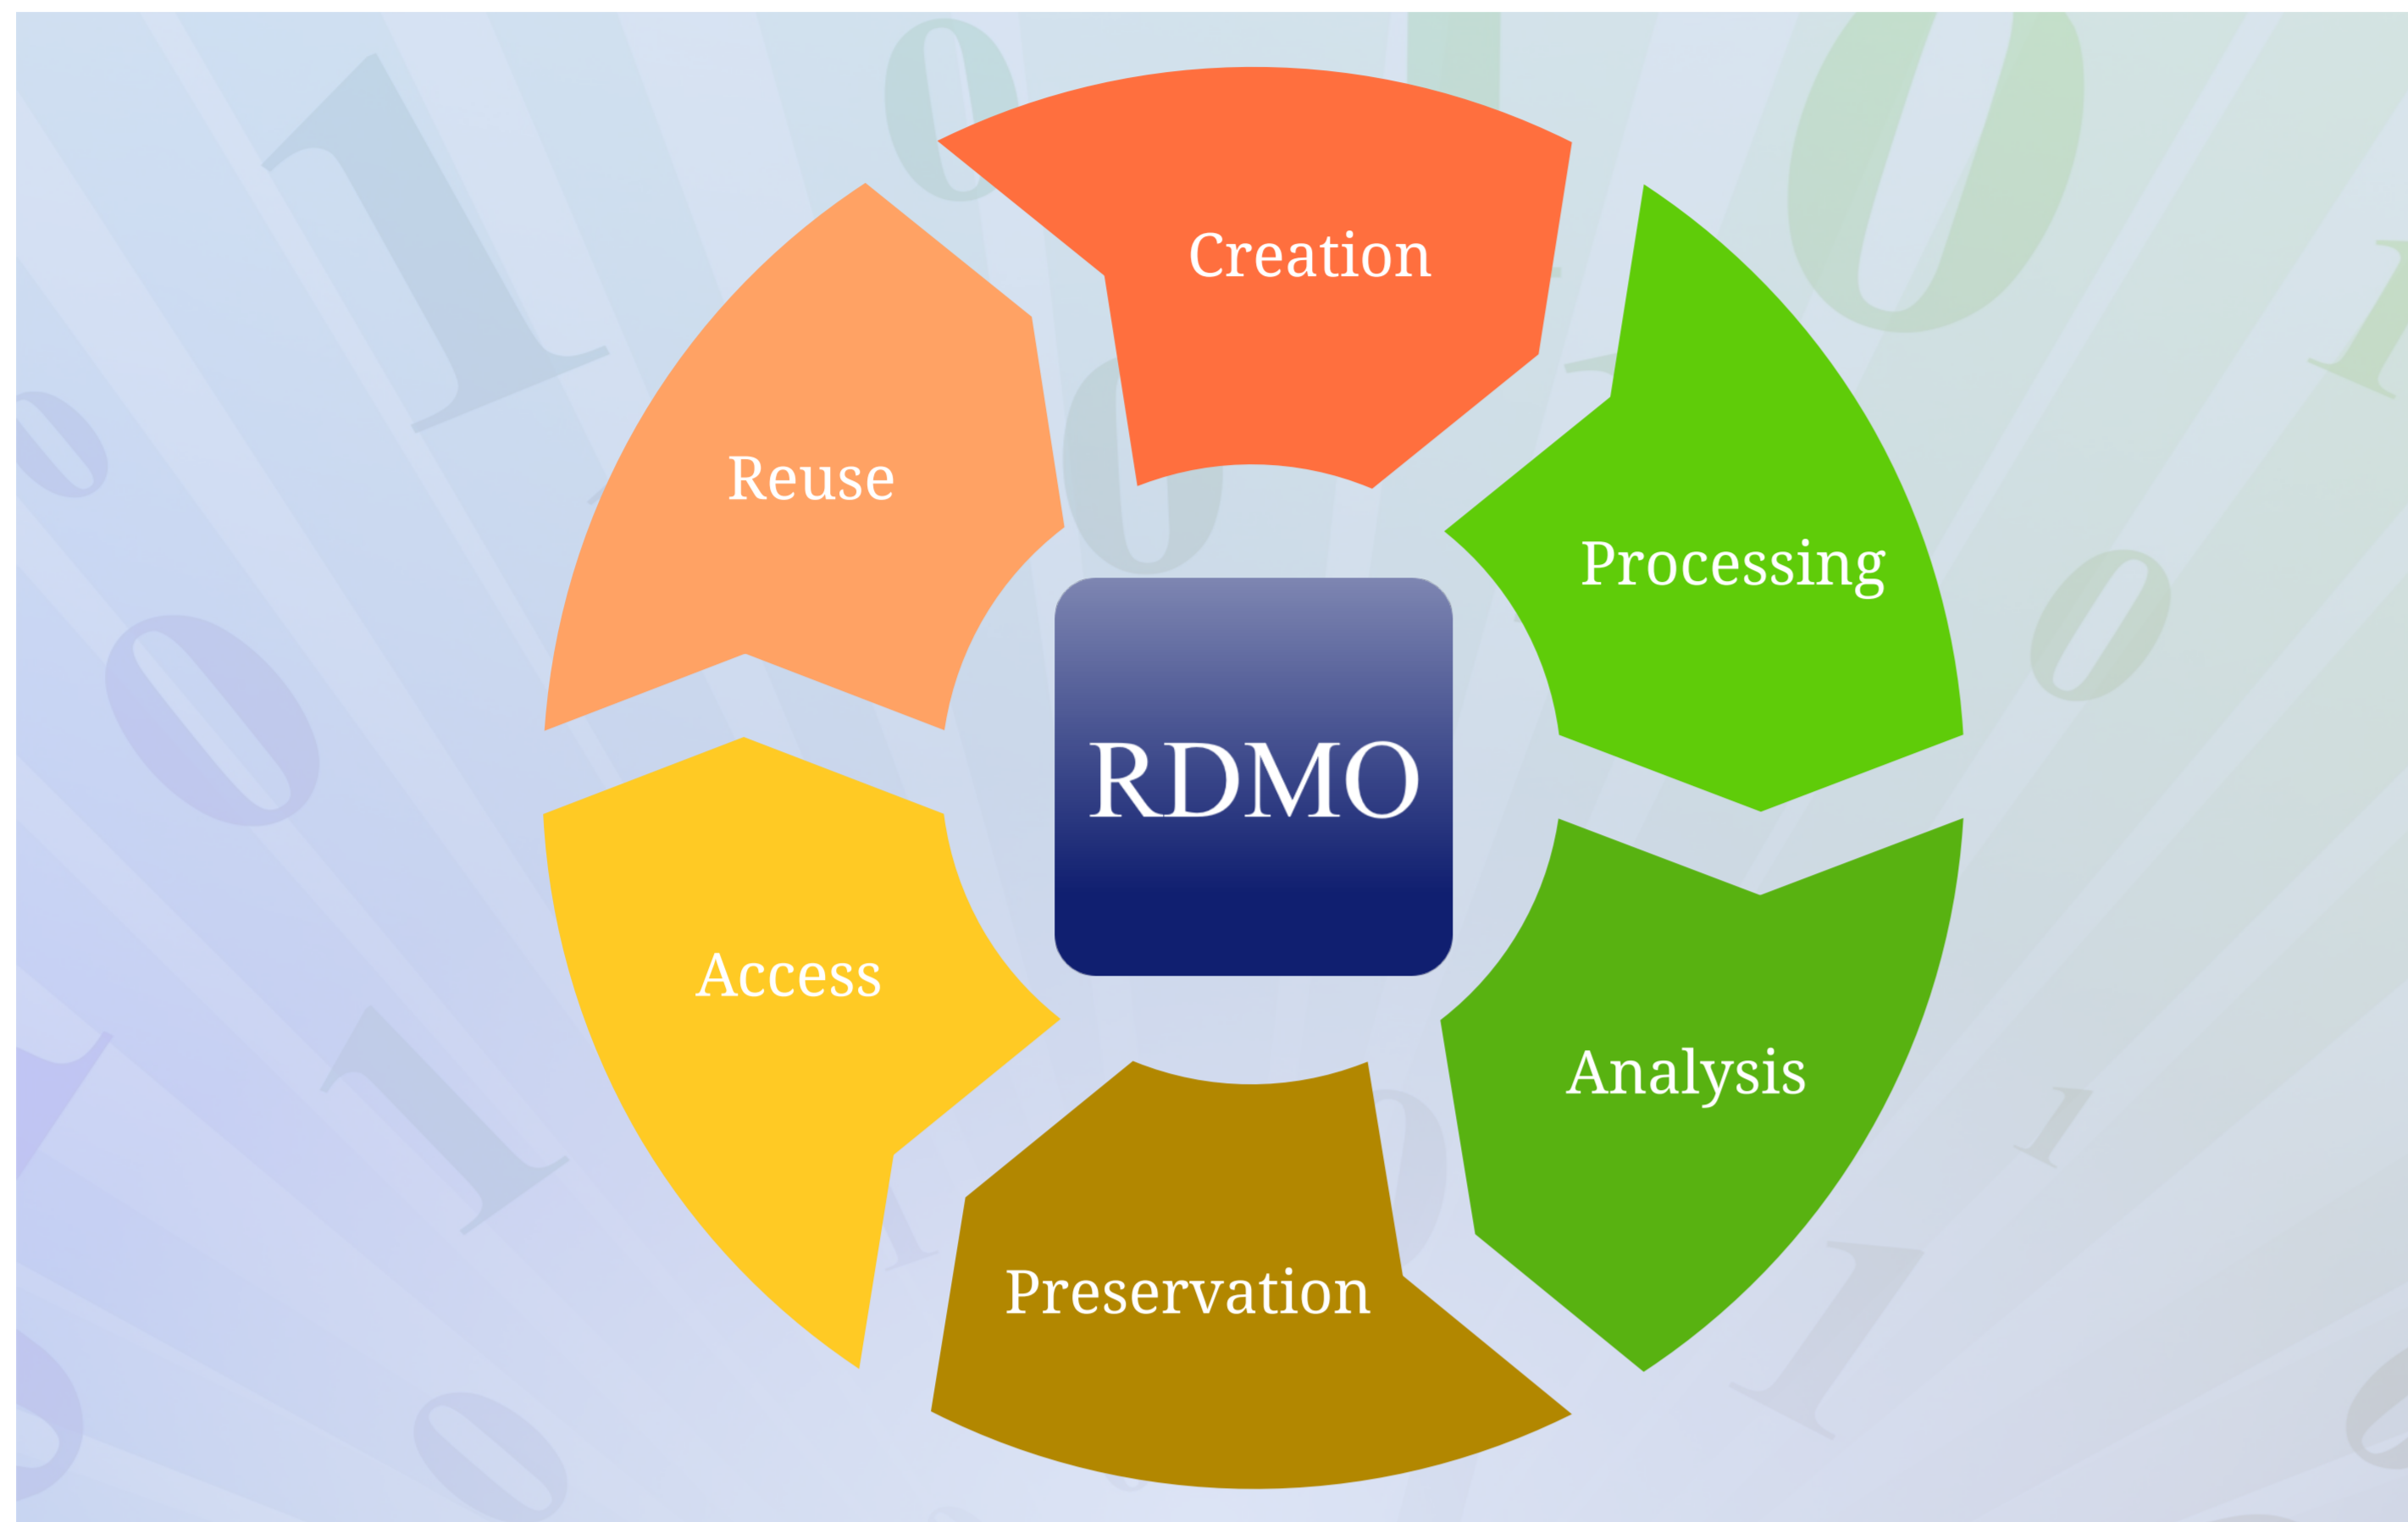 Creation
Processing
Analysis
Preservation
Access
Reuse
RDMO